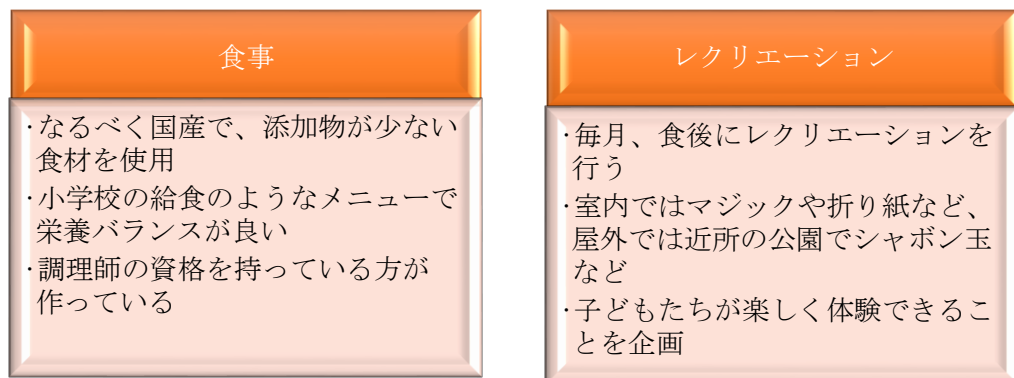 食事
・なるべく国産で、添加物が少ない
食材を使用
・小学校の給食のようなメニューで
栄養バランスが良い
・調理師の資格を持っている方が
作っている
レクリエーション
・毎月、食後にレクリエーションを
行う
・室内ではマジックや折り紙など、
屋外では近所の公園でシャボン玉
など
・子どもたちが楽しく体験できるこ
とを企画